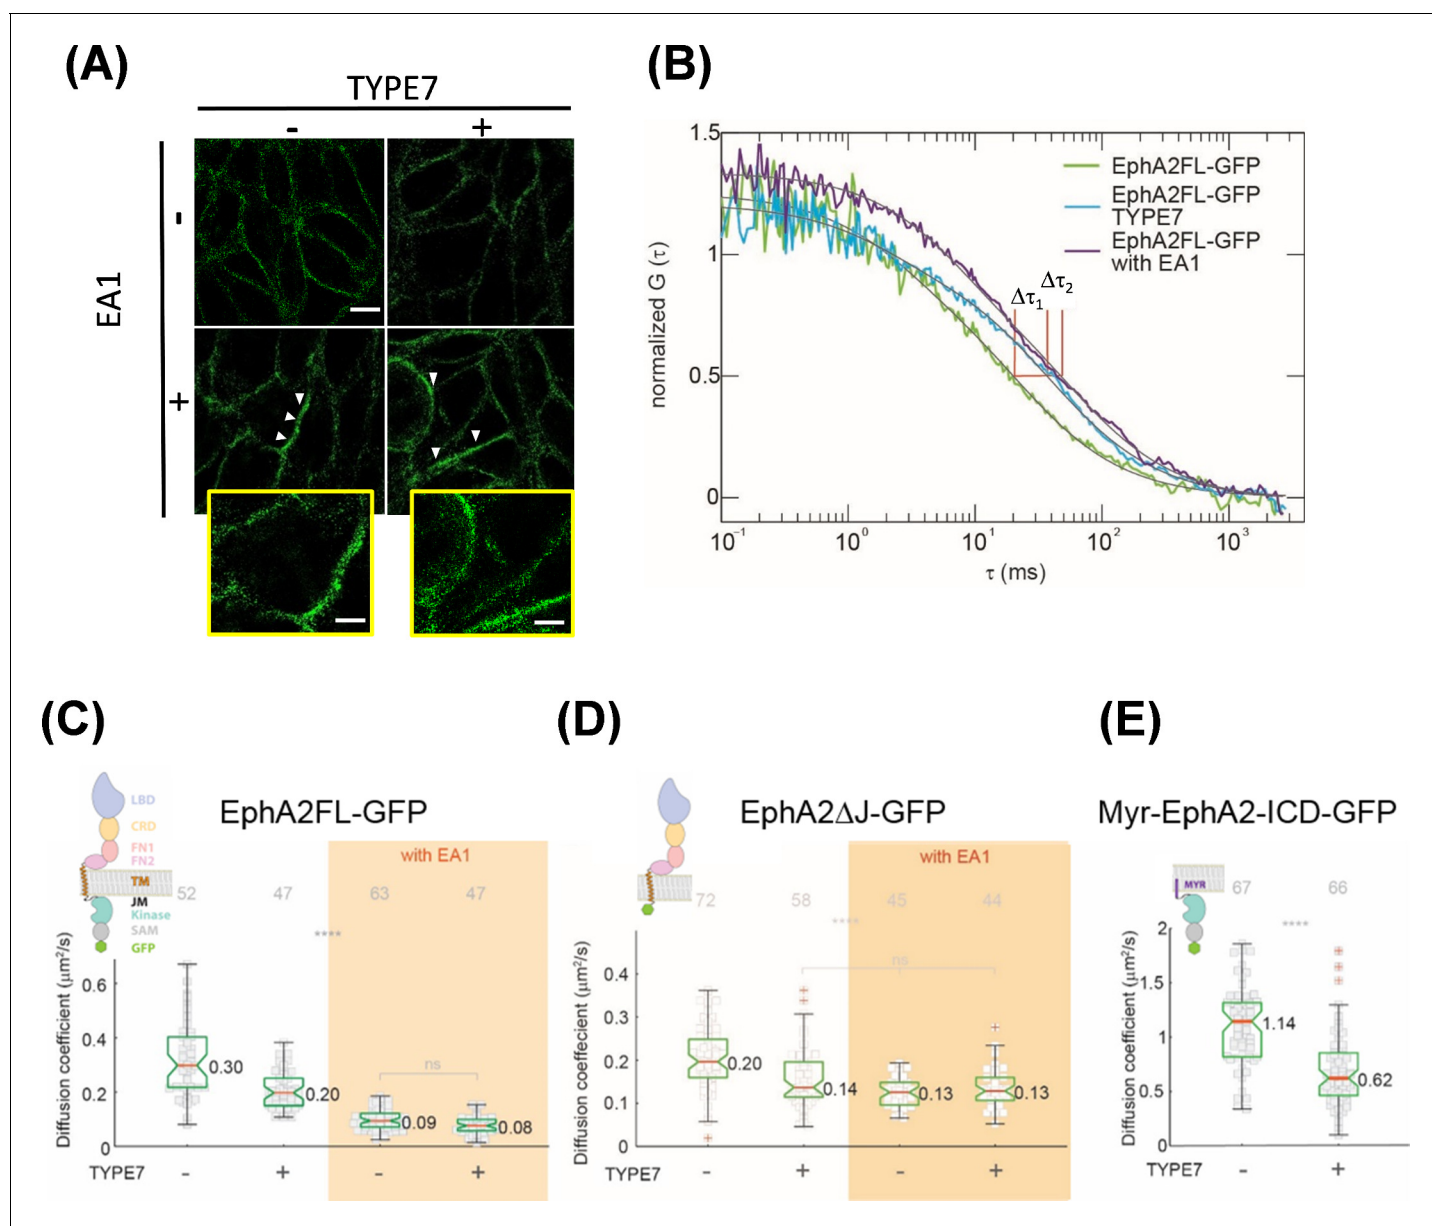 (A)
TYPE7
- +
EA1
-
+
(B)
normalized G (τ)
1.5
1
0.5
0
EphA2FL-GFP
EphA2FL-GFP
TYPE7
EphA2FL-GFP
with EA1
Δτ1 Δτ2
10⁻¹ 10⁰ 10¹ 10² 10³
τ (ms)
(C)
EphA2FL-GFP
LBD
CRD
FN1
FN2
TM
JM
Kinase
SAM
GFP
with EA1
52 47 63 47
****
ns
Diffusion coefficient (µm²/s)
0.6
0.4
0.2
0
0.30
0.20
0.09
0.08
TYPE7 - + - +
(D)
EphA2ΔJ-GFP
with EA1
72 58 45 44
****
ns
Diffusion coeffecient (µm²/s)
0.4
0.3
0.2
0.1
0
0.20
0.14
0.13
0.13
TYPE7 - + - +
(E)
Myr-EphA2-ICD-GFP
MYR
67 66
****
Diffusion coefficient (µm²/s)
2
1.5
1
0.5
0
1.14
0.62
TYPE7 - +